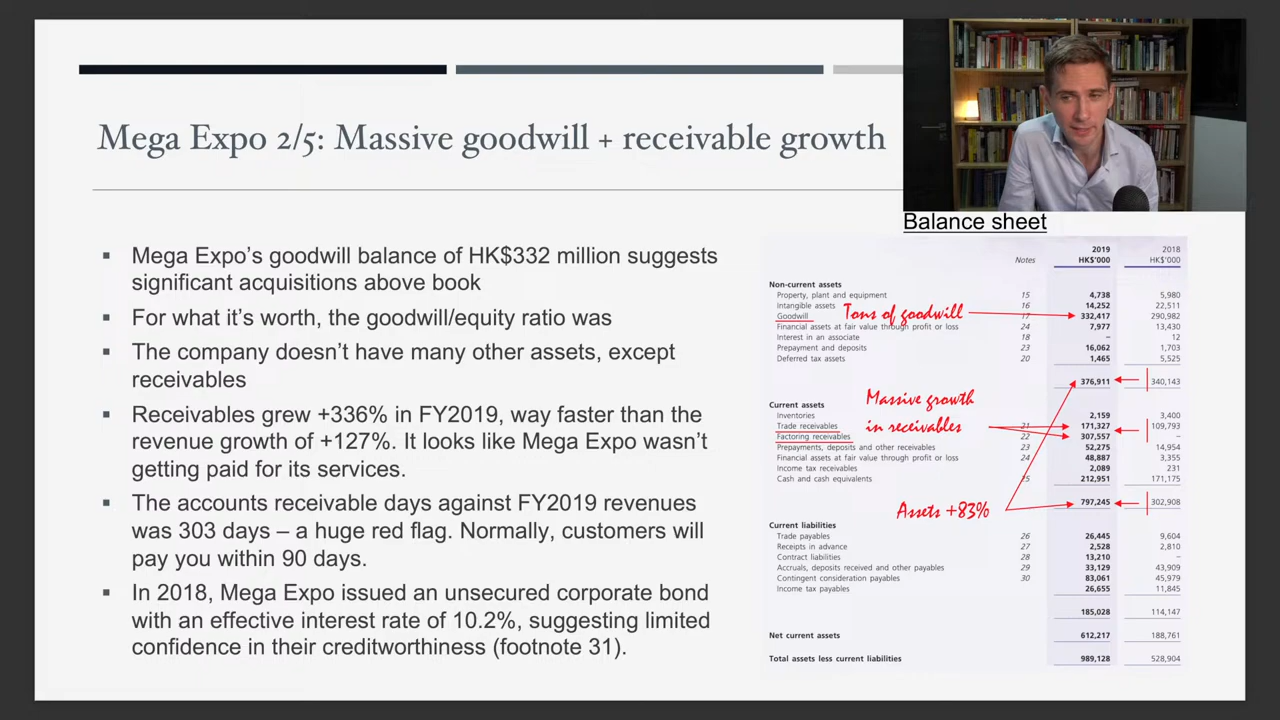 Mega Expo 2/5: Massive goodwill + receivable growth
▪ Mega Expo’s goodwill balance of HK$332 million suggests
significant acquisitions above book
▪ For what it’s worth, the goodwill/equity ratio was
▪ The company doesn’t have many other assets, except
receivables
▪ Receivables grew +336% in FY2019, way faster than the
revenue growth of +127%. It looks like Mega Expo wasn’t
getting paid for its services.
▪ The accounts receivable days against FY2019 revenues
was 303 days – a huge red flag. Normally, customers will
pay you within 90 days.
▪ In 2018, Mega Expo issued an unsecured corporate bond
with an effective interest rate of 10.2%, suggesting limited
confidence in their creditworthiness (footnote 31).
Balance sheet
2019 2018
Notes HK$'000 HK$'000
Non-current assets
Property, plant and equipment 15 4,738 5,980
Intangible assets 16 14,252 22,511
Goodwill 17 332,417 290,982
Tons of goodwill
Financial assets at fair value through profit or loss 24 7,977 13,430
Interest in an associate 18 – 12
Prepayment and deposits 23 16,062 1,703
Deferred tax assets 20 1,465 5,525
376,911 340,143
Massive growth
in receivables
Current assets
Inventories 2,159 3,400
Trade receivables 21 171,327 109,793
Factoring receivables 22 307,557 –
Prepayments, deposits and other receivables 23 52,275 14,954
Financial assets at fair value through profit or loss 24 48,887 3,355
Income tax receivables 2,089 231
Cash and cash equivalents 25 212,951 171,175
797,245 302,908
Assets +83%
Current liabilities
Trade payables 26 26,445 9,604
Receipts in advance 27 2,528 2,810
Contract liabilities 28 13,210 –
Accruals, deposits received and other payables 29 33,129 43,909
Contingent consideration payables 30 83,061 45,979
Income tax payables 26,655 11,845
185,028 114,147
Net current assets 612,217 188,761
Total assets less current liabilities 989,128 528,904